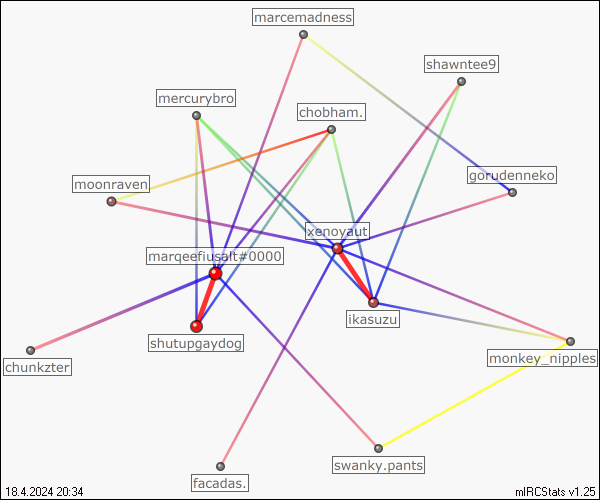 marcemadness
shawntee9
mercurybro
chobham.
moonraven
gorudenneko
xenoyaut
marqeefiusalt#0000
ikasuzu
shutupgaydog
monkey_nipples
chunkzter
swanky.pants
facadas.
18.4.2024 20:34
mIRCStats v1.25